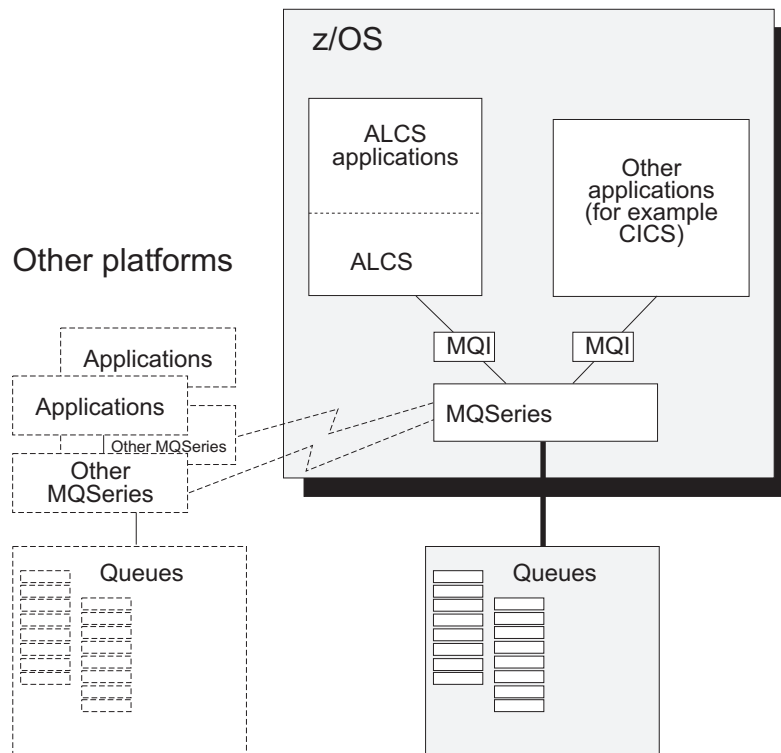 z/OS
ALCS
applications
ALCS
Other
applications
(for example
CICS)
MQI
MQI
MQSeries
Queues
Other platforms
Applications
Applications
Other MQSeries
Other
MQSeries
Queues